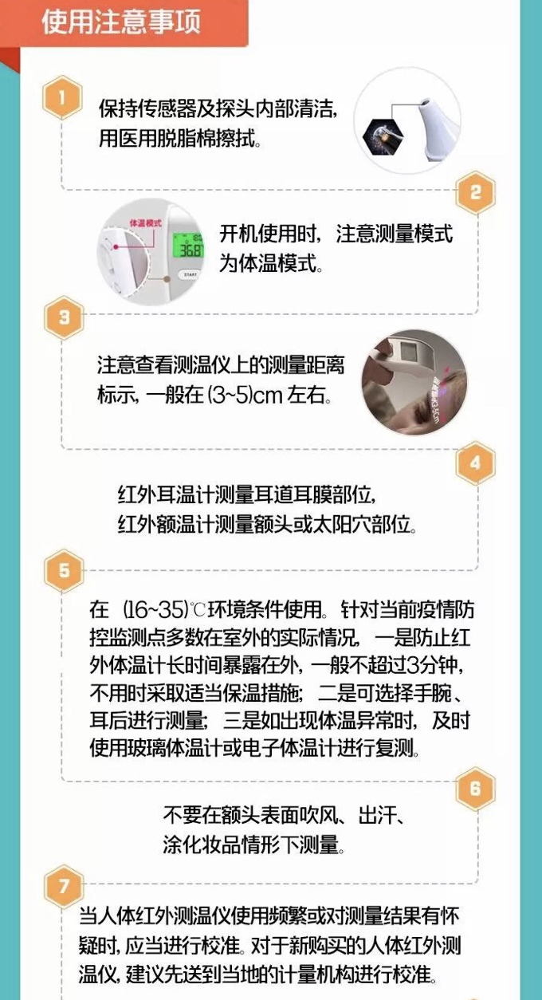 使用注意事项
1
保持传感器及探头内部清洁,
用医用脱脂棉擦拭。
2
体温模式
36.8
START
开机使用时, 注意测量模式
为体温模式。
3
注意查看测温仪上的测量距离
标示, 一般在 (3~5)cm 左右。
4
红外耳温计测量耳道耳膜部位,
红外额温计测量额头或太阳穴部位。
5
在 (16~35)℃环境条件使用。针对当前疫情防
控监测点多数在室外的实际情况, 一是防止红
外体温计长时间暴露在外, 一般不超过3分钟,
不用时采取适当保温措施; 二是可选择手腕、
耳后进行测量; 三是如出现体温异常时, 及时
使用玻璃体温计或电子体温计进行复测。
6
不要在额头表面吹风、出汗、
涂化妆品情形下测量。
7
当人体红外测温仪使用频繁或对测量结果有怀
疑时, 应当进行校准。对于新购买的人体红外测
温仪, 建议先送到当地的计量机构进行校准。